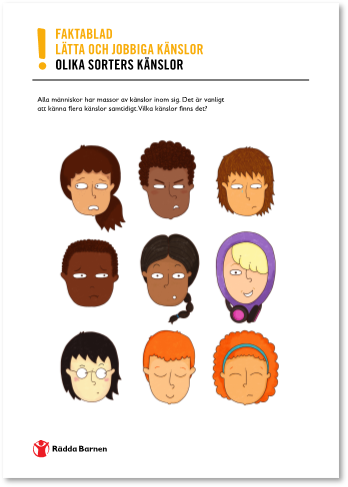 !
FAKTABLAD
LÄTTA OCH JOBBIGA KÄNSLOR
OLIKA SORTERS KÄNSLOR
Alla människor har massor av känslor inom sig. Det är vanligt
att känna flera känslor samtidigt. Vilka känslor finns det?
Rädda Barnen